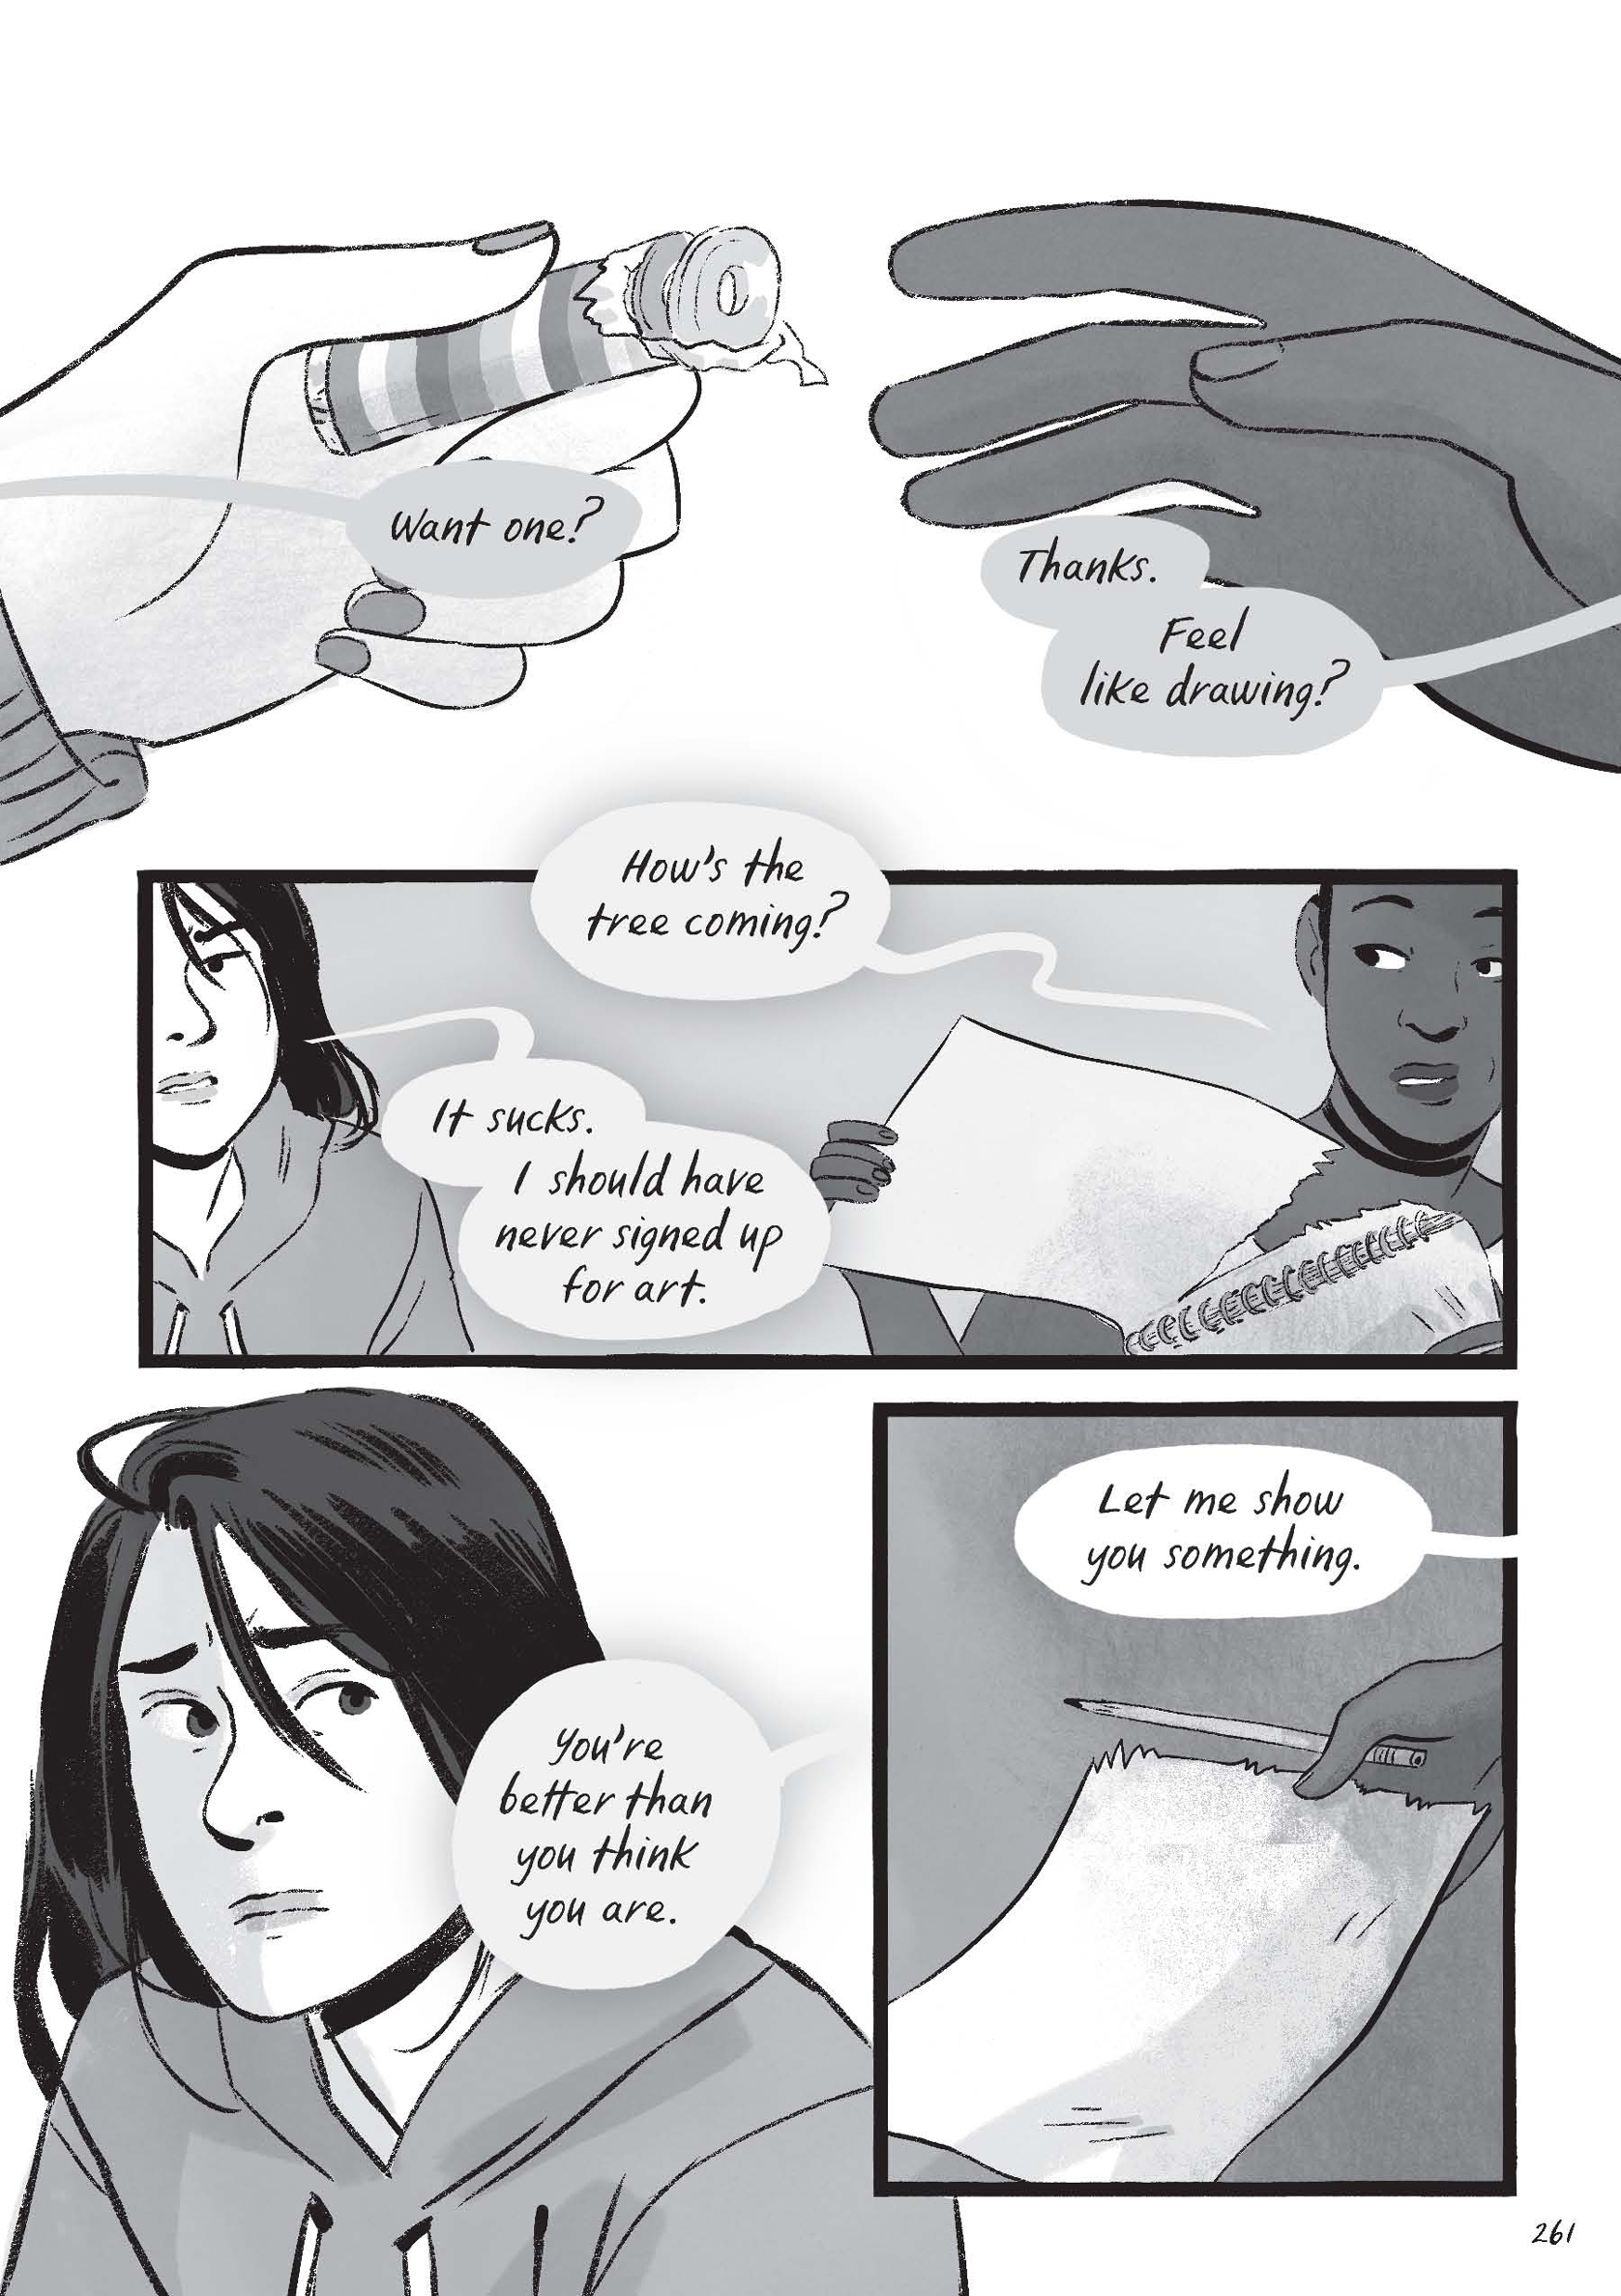 Want one?
Thanks.
Feel
like drawing?
How's the
tree coming?
It sucks.
I should have
never signed up
for art.
You're
better than
you think
you are.
Let me show
you something.
261